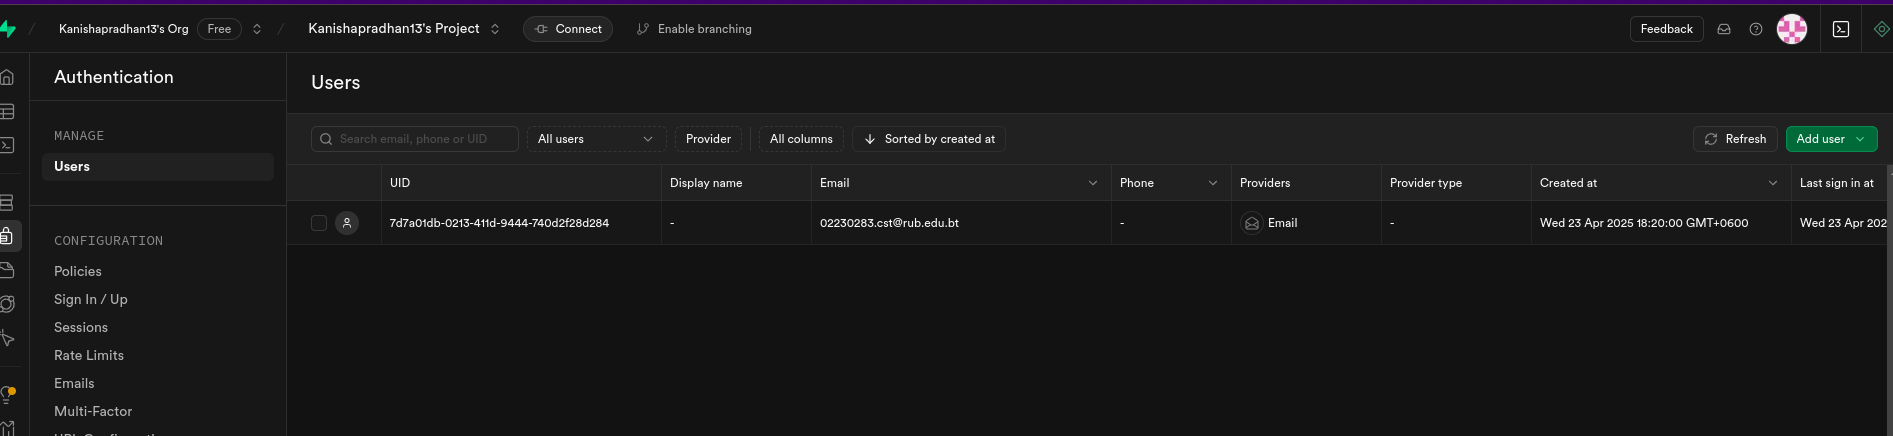 Kanishapradhan13's Org Free Kanishapradhan13's Project Connect Enable branching Feedback
Authentication
MANAGE
Users
CONFIGURATION
Policies
Sign In / Up
Sessions
Rate Limits
Emails
Multi-Factor
Users
Search email, phone or UID All users Provider All columns Sorted by created at Refresh Add user
UID Display name Email Phone Providers Provider type Created at Last sign in at
7d7a01db-0213-411d-9444-740d2f28d284 - 02230283.cst@rub.edu.bt - Email - Wed 23 Apr 2025 18:20:00 GMT+0600 Wed 23 Apr 202